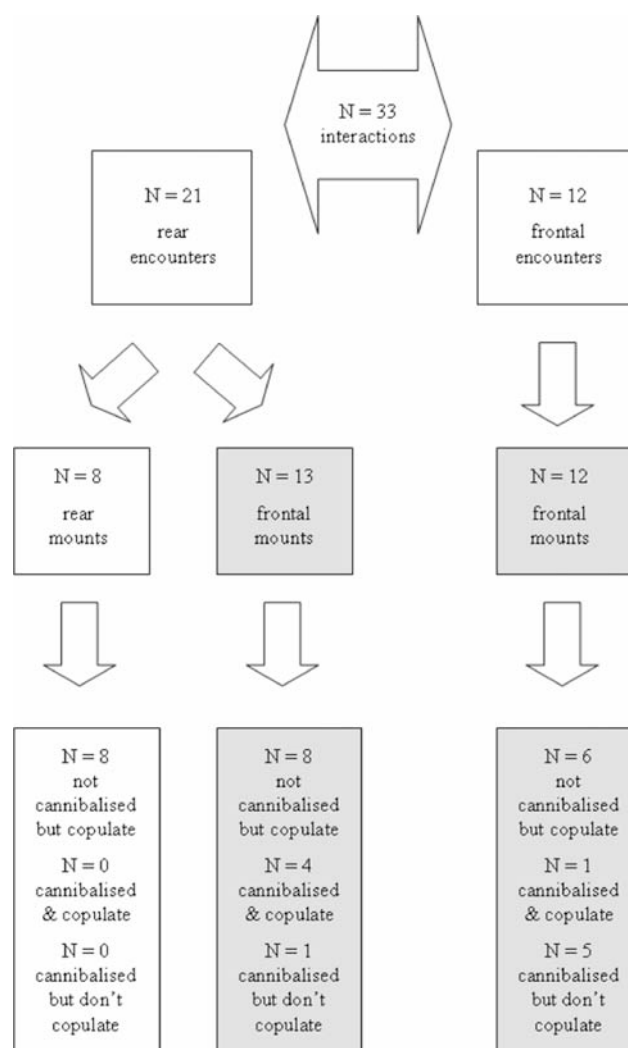 N = 33
interactions
N = 21
rear
encounters
N = 12
frontal
encounters
N = 8
rear
mounts
N = 13
frontal
mounts
N = 12
frontal
mounts
N = 8
not
cannibalised
but copulate
N = 0
cannibalised
& copulate
N = 0
cannibalised
but don't
copulate
N = 8
not
cannibalised
but copulate
N = 4
cannibalised
& copulate
N = 1
cannibalised
but don't
copulate
N = 6
not
cannibalised
but copulate
N = 1
cannibalised
& copulate
N = 5
cannibalised
but don't
copulate